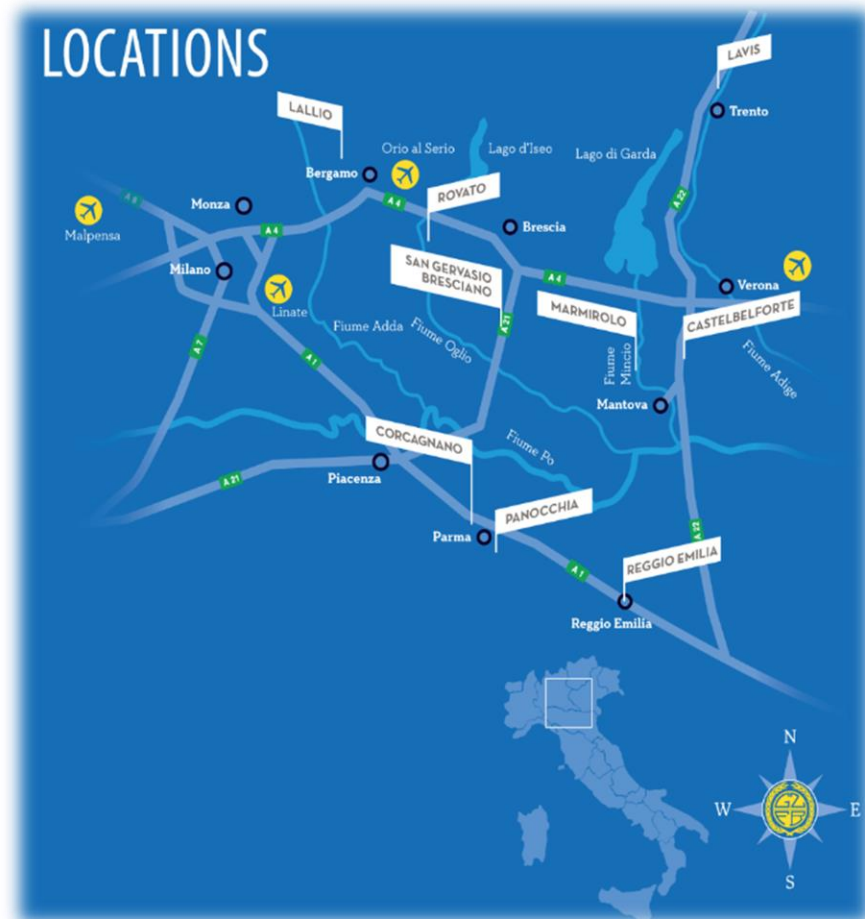 LOCATIONS
LAVIS
LALLIO
Trento
Orio al Serio
Lago d'Iseo
Lago di Garda
Bergamo
A 22
ROVATO
A 8
Monza
A 4
Malpensa
A 4
Brescia
Milano
SAN GERVASIO
BRESCIANO
A 4
Verona
Linate
MARMIROLO
CASTELBELFORTE
Fiume Adda
Fiume Oglio
A 21
A 7
A 1
Fiume
Mincio
Fiume Adige
Mantova
CORCAGNANO
Fiume Po
Piacenza
A 21
PANOCCHIA
Parma
A 22
REGGIO EMILIA
A 1
Reggio Emilia
N
W
E
S